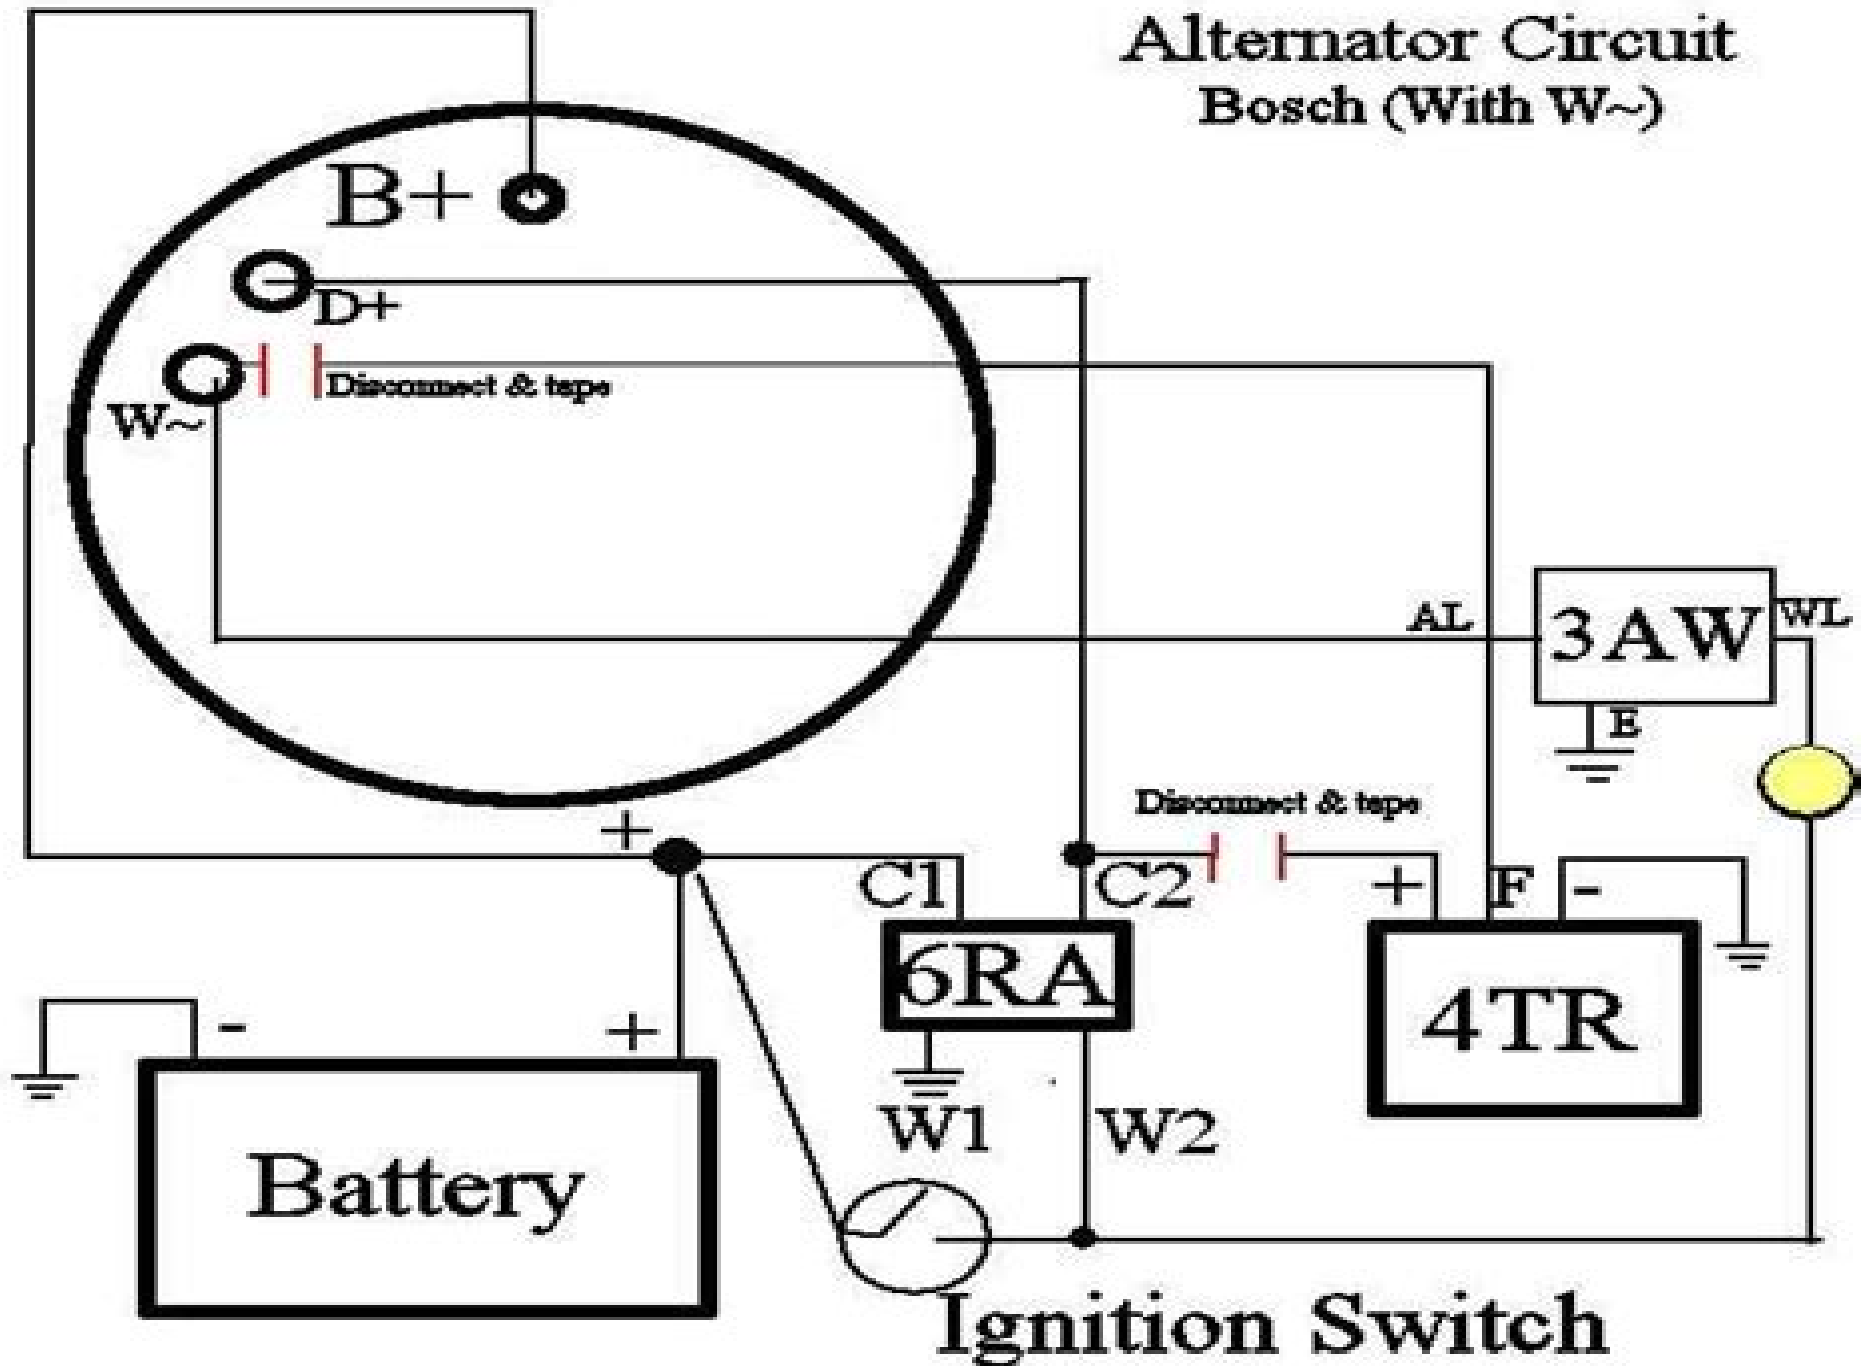 Alternator Circuit
Bosch (With W~)
B+
D+
Disconnect & tape
W~
AL
3AW
WL
E
+
Disconnect & tape
C1
C2
+
F
-
6RA
4TR
-
+
W1
W2
Battery
Ignition Switch